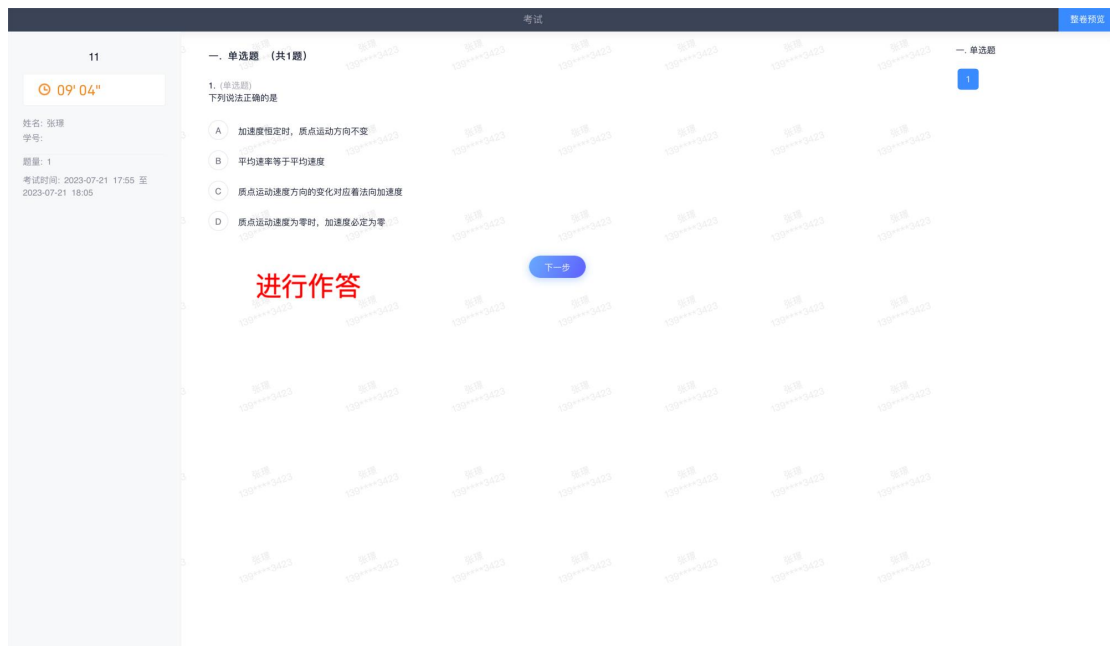 考试
整卷预览
11
09' 04"
姓名: 张璟
学号:
题量: 1
考试时间: 2023-07-21 17:55 至
2023-07-21 18:05
一. 单选题 （共1题）
1. (单选题)
下列说法正确的是
A 加速度恒定时，质点运动方向不变
B 平均速率等于平均速度
C 质点运动速度方向的变化对应着法向加速度
D 质点运动速度为零时，加速度必定为零
下一步
进行作答
一. 单选题
1
张璟
139****3423